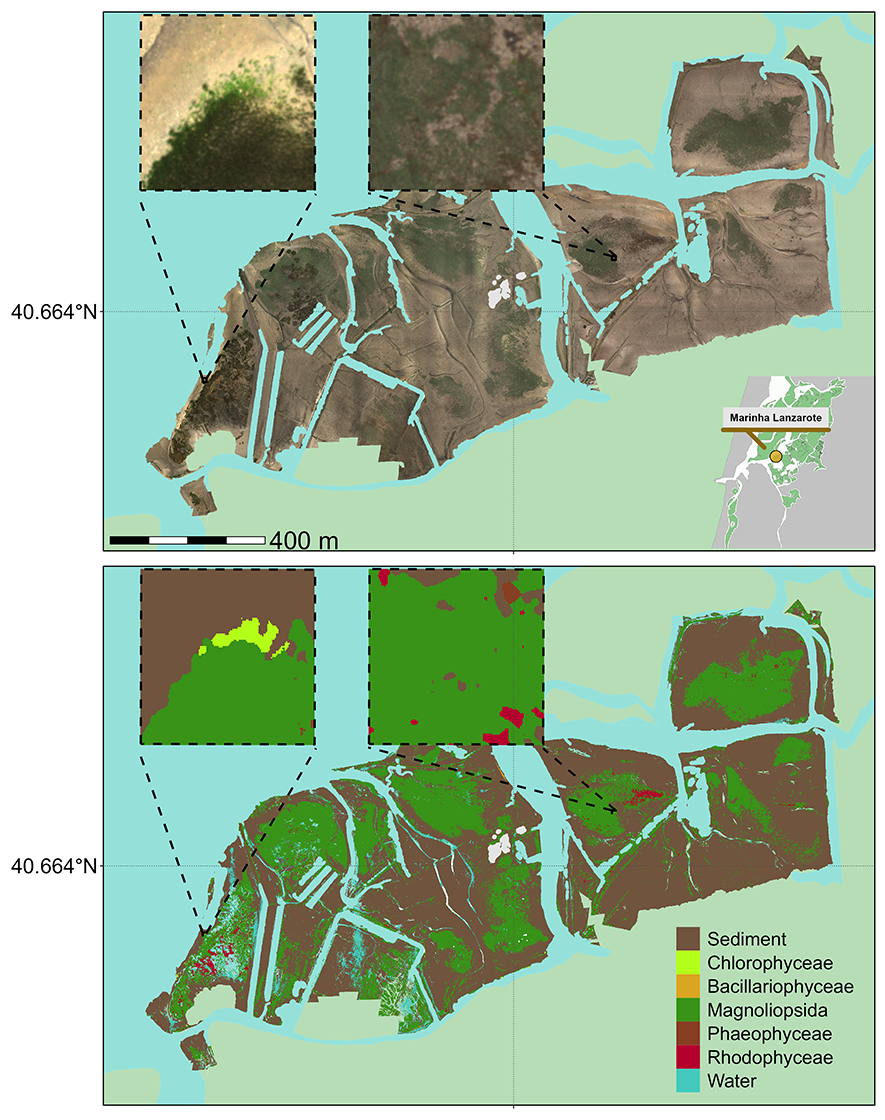 40.664°N
Marinha Lanzarote
400 m
40.664°N
Sediment
Chlorophyceae
Bacillariophyceae
Magnoliopsida
Phaeophyceae
Rhodophyceae
Water